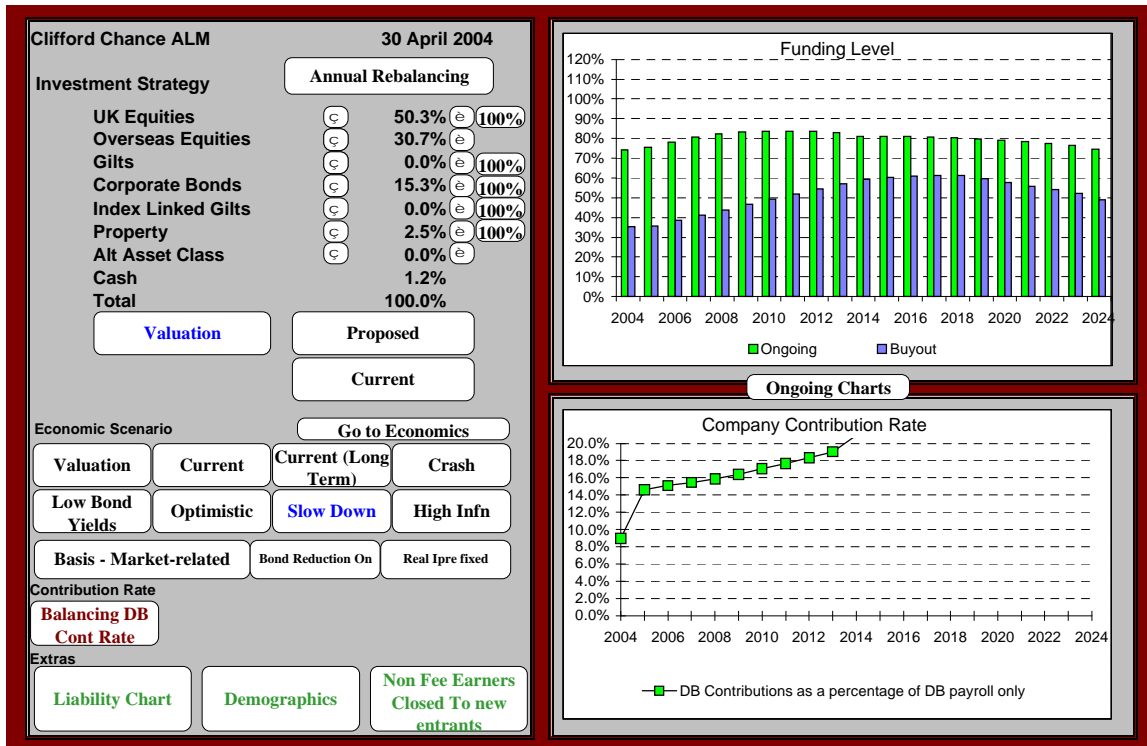 Clifford Chance ALM 30 April 2004
Investment Strategy Annual Rebalancing
UK Equities ç 50.3% è 100%
Overseas Equities ç 30.7% è
Gilts ç 0.0% è 100%
Corporate Bonds ç 15.3% è 100%
Index Linked Gilts ç 0.0% è 100%
Property ç 2.5% è 100%
Alt Asset Class ç 0.0% è
Cash 1.2%
Total 100.0%
Valuation Proposed
Current
Economic Scenario Go to Economics
Valuation Current Current (Long Term) Crash
Low Bond Yields Optimistic Slow Down High Infn
Basis - Market-related Bond Reduction On Real Ipre fixed
Contribution Rate
Balancing DB
Cont Rate
Extras
Liability Chart Demographics Non Fee Earners Closed To new entrants
Funding Level
120%
110%
100%
90%
80%
70%
60%
50%
40%
30%
20%
10%
0%
2004 2006 2008 2010 2012 2014 2016 2018 2020 2022 2024
Ongoing Buyout
Ongoing Charts
Company Contribution Rate
20.0%
18.0%
16.0%
14.0%
12.0%
10.0%
8.0%
6.0%
4.0%
2.0%
0.0%
2004 2006 2008 2010 2012 2014 2016 2018 2020 2022 2024
DB Contributions as a percentage of DB payroll only